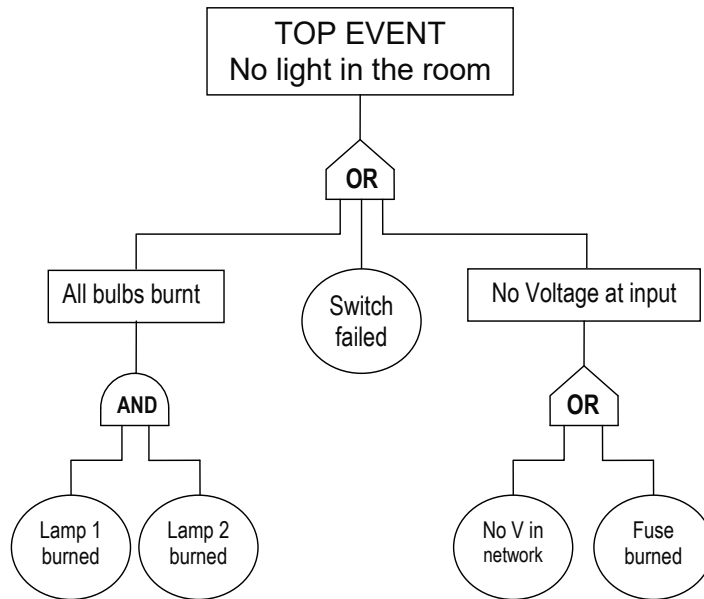 TOP EVENT
No light in the room
OR
All bulbs burnt
Switch
failed
No Voltage at input
AND
OR
Lamp 1
burned
Lamp 2
burned
No V in
network
Fuse
burned